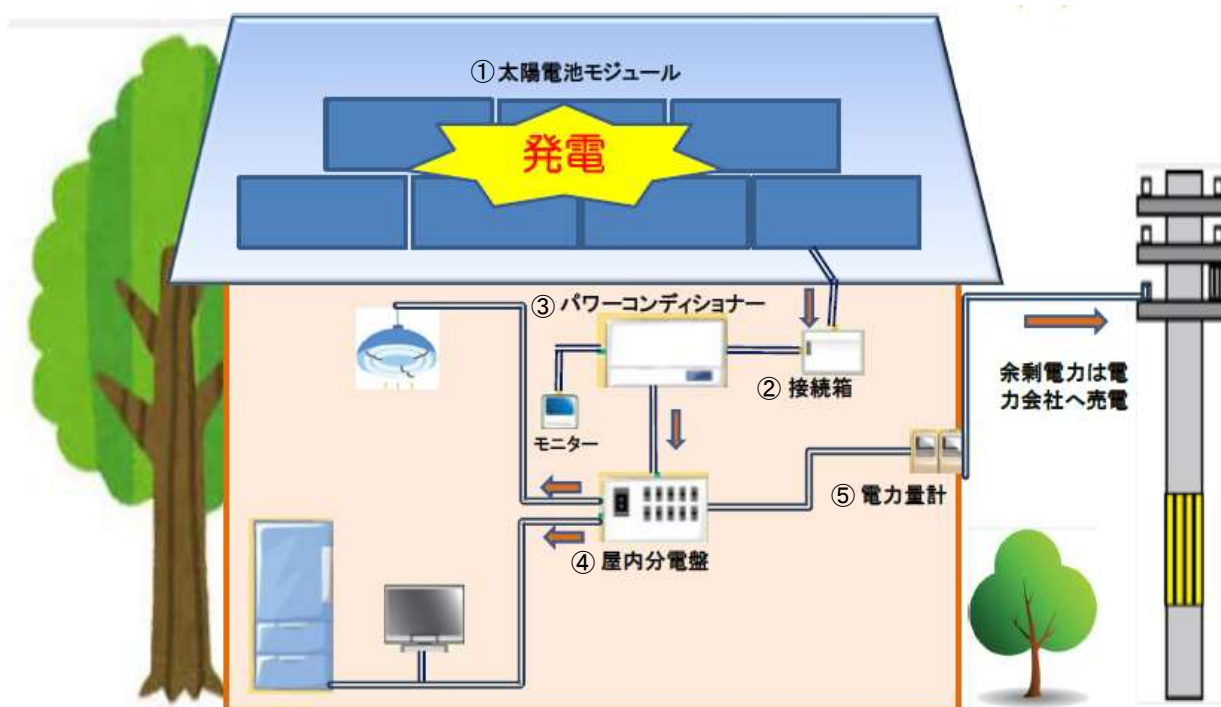 ① 太陽電池モジュール
発電
③ パワーコンディショナー
② 接続箱
余剰電力は電
力会社へ売電
モニター
⑤ 電力量計
④ 屋内分電盤